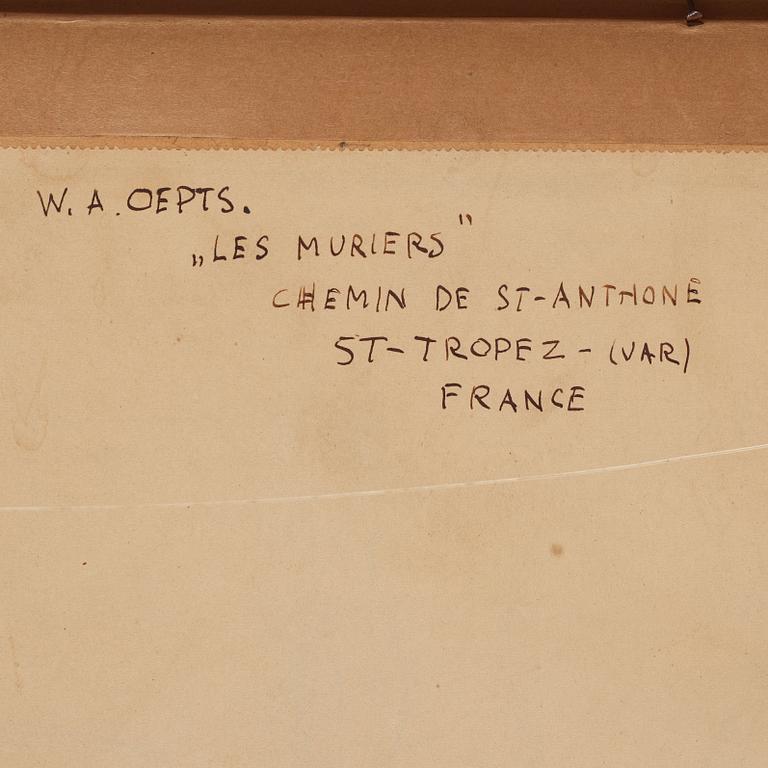 W. A. OEPTS.
„LES MURIERS"
CHEMIN DE ST-ANTHONE
ST-TROPEZ - (VAR)
FRANCE